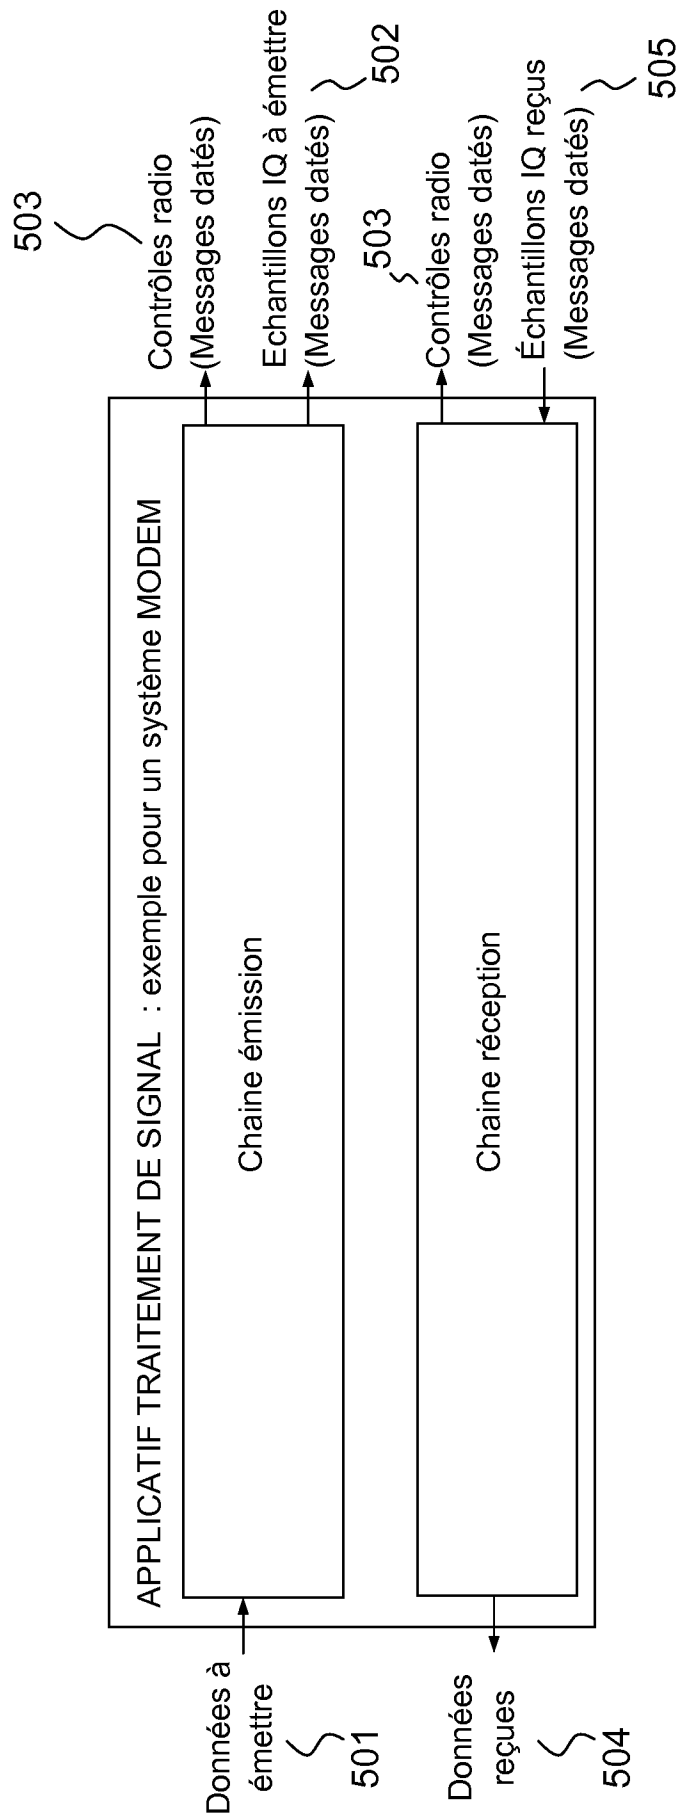 APPLICATIF TRAITEMENT DE SIGNAL : exemple pour un système MODEM
Données à
émettre
501
Chaine émission
503
Contrôles radio
(Messages datés)
Echantillons IQ à émettre
(Messages datés)
502
Données
reçues
504
Chaine réception
503
Contrôles radio
(Messages datés)
Échantillons IQ reçus
(Messages datés)
505